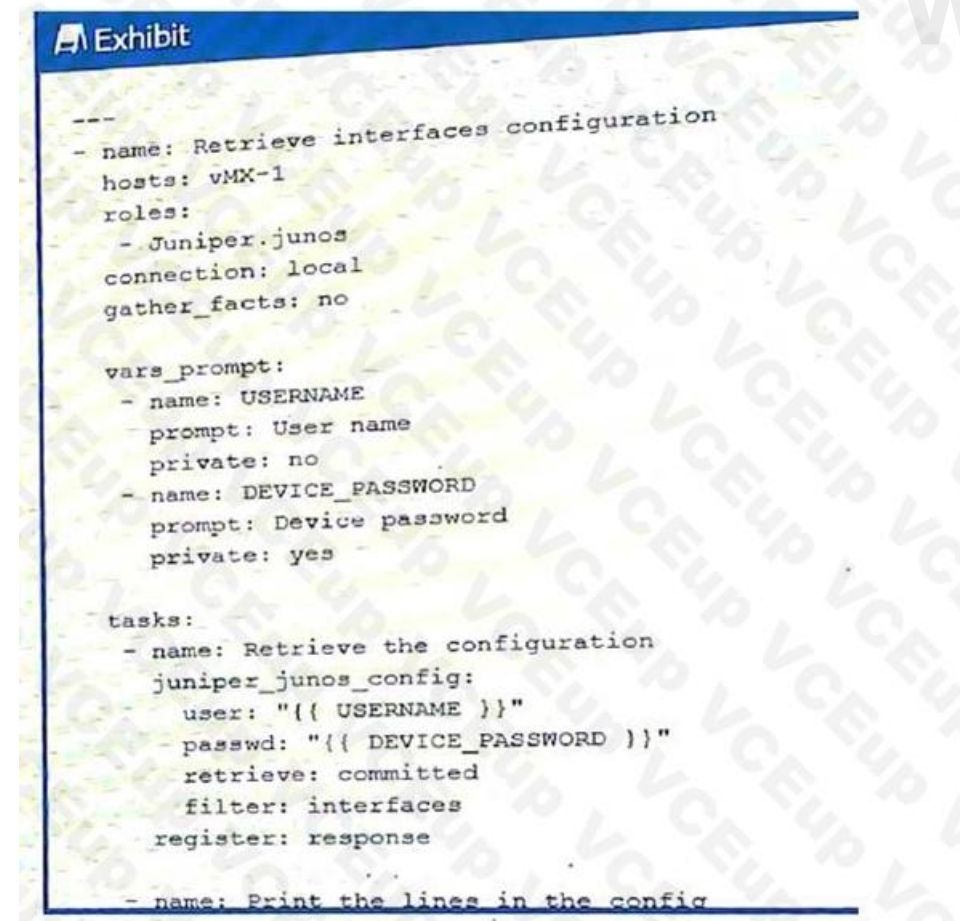 Exhibit
---
- name: Retrieve interfaces configuration
  hosts: vMX-1
  roles:
   - Juniper.junos
  connection: local
  gather_facts: no

  vars_prompt:
   - name: USERNAME
     prompt: User name
     private: no
   - name: DEVICE_PASSWORD
     prompt: Device password
     private: yes

  tasks:
   - name: Retrieve the configuration
     juniper_junos_config:
       user: "{{ USERNAME }}"
       passwd: "{{ DEVICE_PASSWORD }}"
       retrieve: committed
       filter: interfaces
     register: response

   - name: Print the lines in the config
VCEup